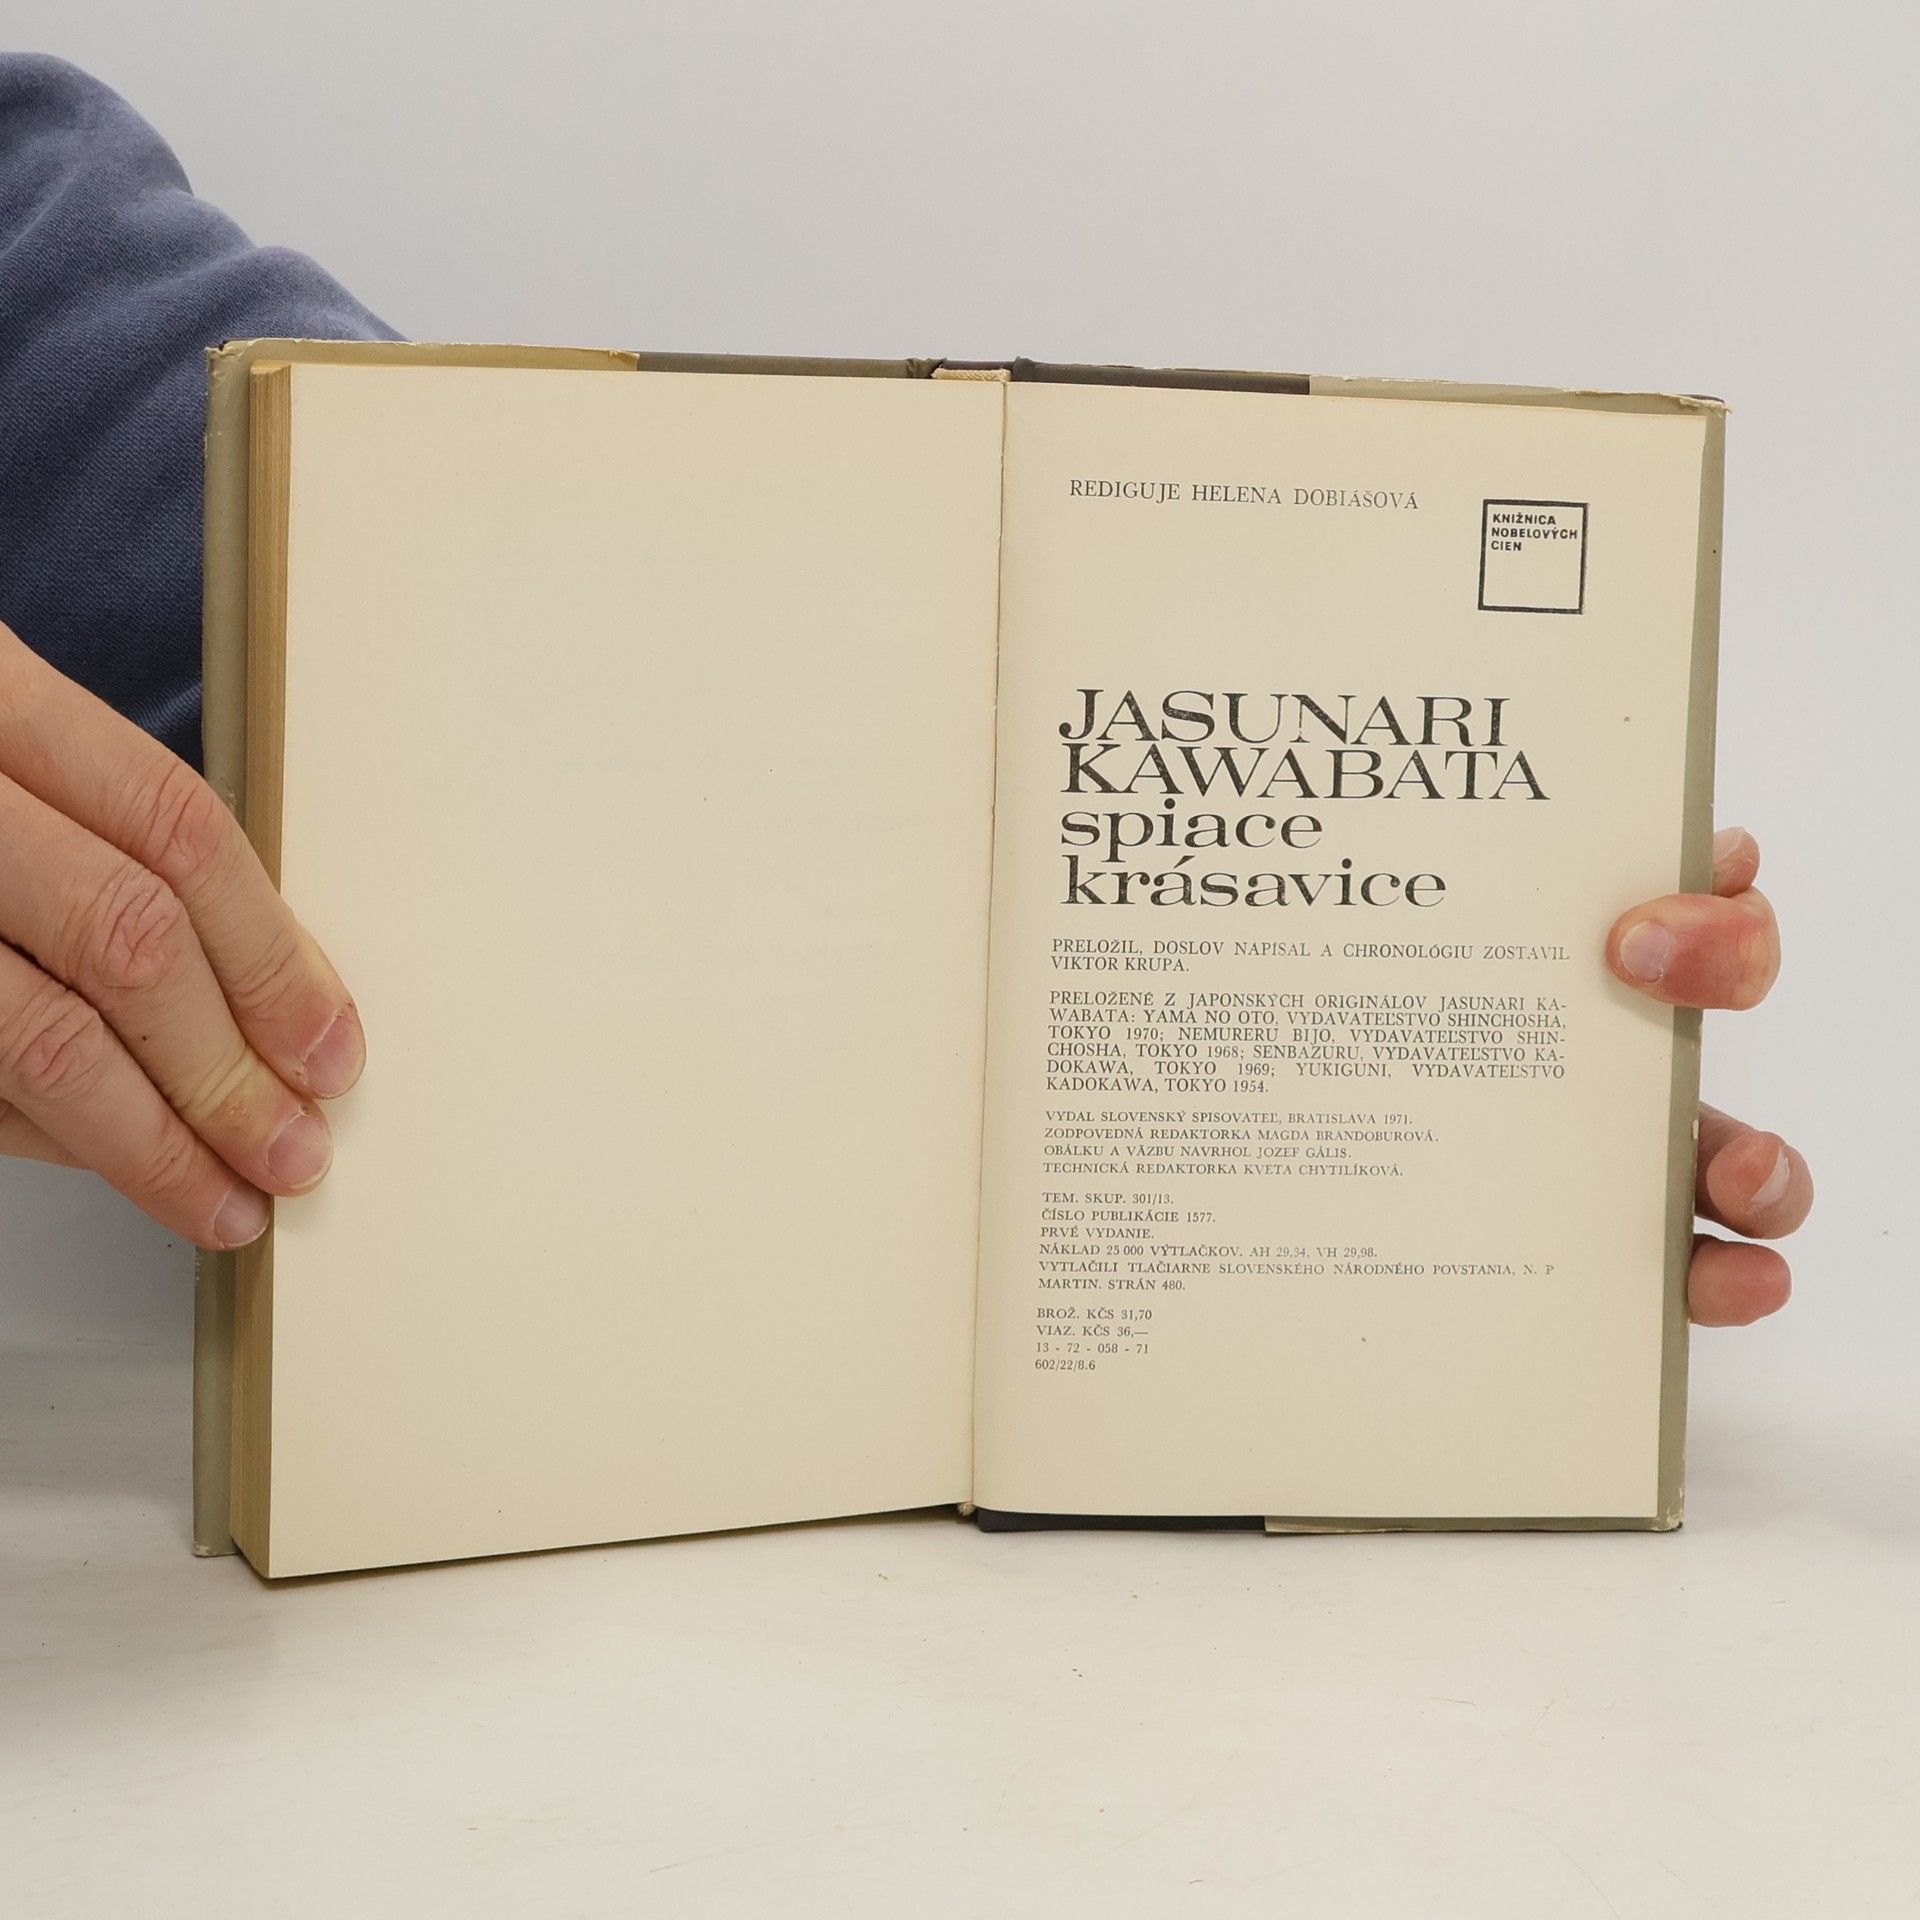 REDIGUJE HELENA DOBIÁŠOVÁ
KNIŽNICA
NOBELOVÝCH
CIEN
JASUNARI
KAWABATA
spiace
krásavice
PRELOŽIL, DOSLOV NAPÍSAL A CHRONOLÓGIU ZOSTAVIL
VIKTOR KRUPA.
PRELOŽENÉ Z JAPONSKÝCH ORIGINÁLOV JASUNARI KA-
WABATA: YAMA NO OTO, VYDAVATEĽSTVO SHINCHOSHA,
TOKYO 1970; NEMURERU BIJO, VYDAVATEĽSTVO SHIN-
CHOSHA, TOKYO 1968; SENBAZURU, VYDAVATEĽSTVO KA-
DOKAWA, TOKYO 1969; YUKIGUNI, VYDAVATEĽSTVO
KADOKAWA, TOKYO 1954.
VYDAL SLOVENSKÝ SPISOVATEĽ, BRATISLAVA 1971.
ZODPOVEDNÁ REDAKTORKA MAGDA BRANDOBUROVÁ.
OBÁLKU A VÄZBU NAVRHOL JOZEF GÁLIS.
TECHNICKÁ REDAKTORKA KVETA CHYTILÍKOVÁ.
TEM. SKUP. 301/13.
ČÍSLO PUBLIKÁCIE 1577.
PRVÉ VYDANIE.
NÁKLAD 25 000 VÝTLAČKOV. AH 29,34. VH 29,98.
VYTLAČILI TLAČIARNE SLOVENSKÉHO NÁRODNÉHO POVSTANIA, N. P
MARTIN. STRÁN 480.
BROŽ. KČS 31,70
VIAZ. KČS 36,—
13 - 72 - 058 - 71
602/22/8.6